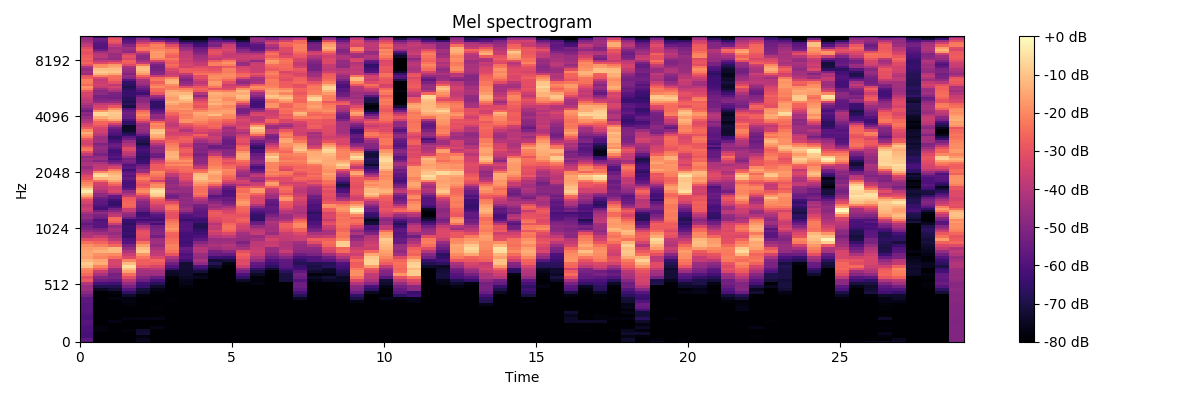 Mel spectrogram
Hz
8192
4096
2048
1024
512
0
0 5 10 15 20 25
Time
+0 dB
-10 dB
-20 dB
-30 dB
-40 dB
-50 dB
-60 dB
-70 dB
-80 dB